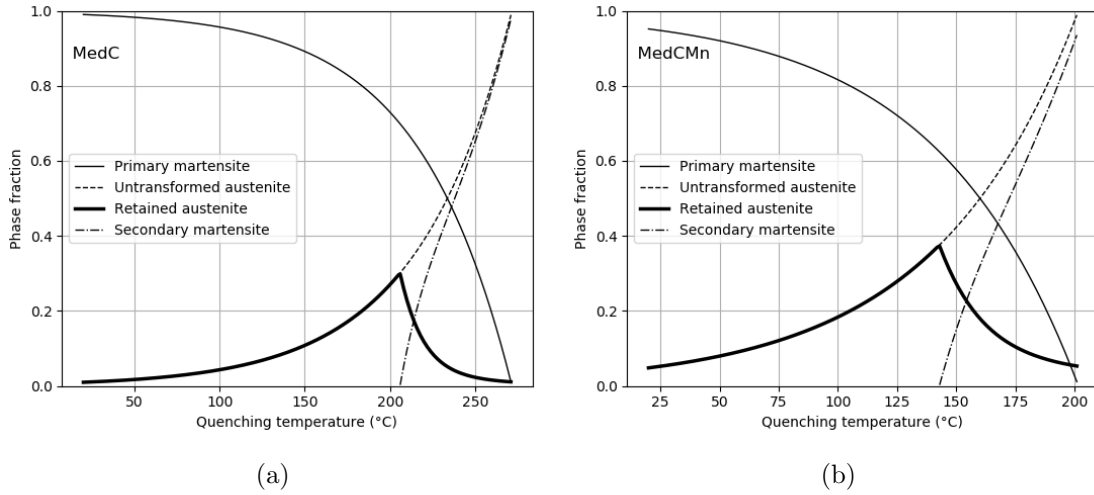 MedC
1.0
0.8
0.6
0.4
0.2
0.0
Phase fraction
Primary martensite
Untransformed austenite
Retained austenite
Secondary martensite
50
100
150
200
250
Quenching temperature (°C)
(a)
MedCMn
1.0
0.8
0.6
0.4
0.2
0.0
Phase fraction
Primary martensite
Untransformed austenite
Retained austenite
Secondary martensite
25
50
75
100
125
150
175
200
Quenching temperature (°C)
(b)